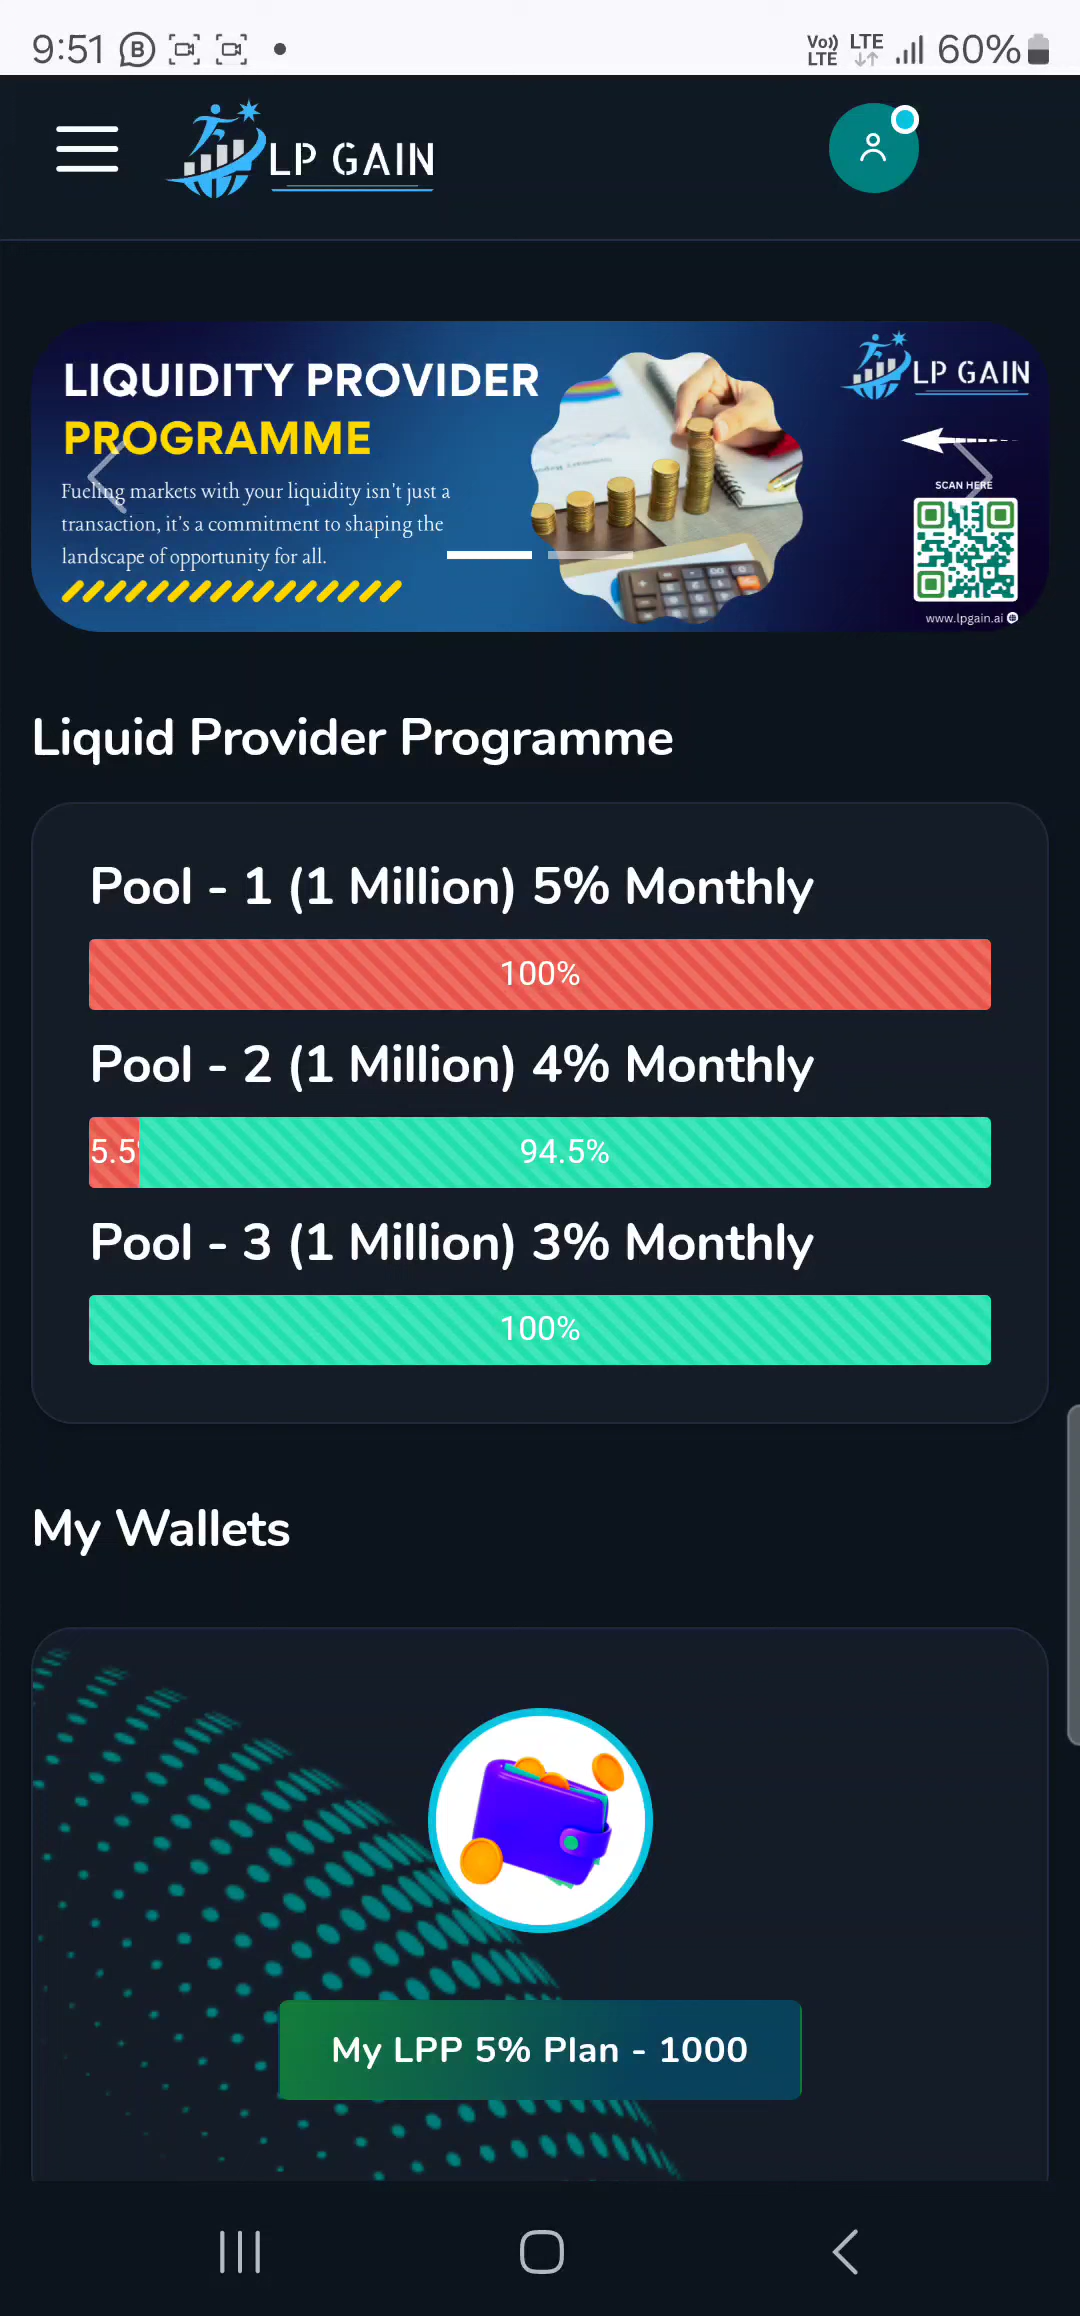 9:51
Vo)) LTE
LTE
60%
LP GAIN
LIQUIDITY PROVIDER
PROGRAMME
Fueling markets with your liquidity isn't just a
transaction, it's a commitment to shaping the
landscape of opportunity for all.
LP GAIN
SCAN HERE
www.lpgain.ai
Liquid Provider Programme
Pool - 1 (1 Million) 5% Monthly
100%
Pool - 2 (1 Million) 4% Monthly
5.5
94.5%
Pool - 3 (1 Million) 3% Monthly
100%
My Wallets
My LPP 5% Plan - 1000